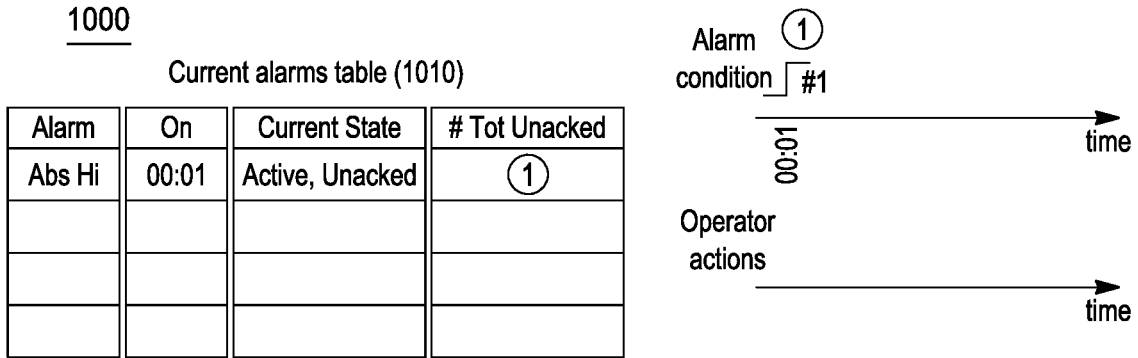 1000
Current alarms table (1010)
Alarm On Current State # Tot Unacked
Abs Hi 00:01 Active, Unacked 1
Alarm 1
condition #1
00:01
time
Operator
actions
time